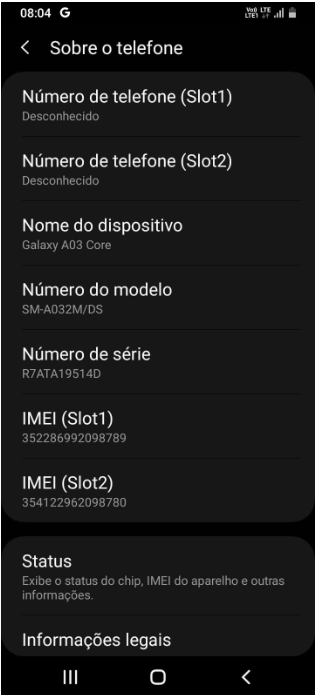 08:04 G Vo)) LTE LTE1
Sobre o telefone
Número de telefone (Slot1)
Desconhecido
Número de telefone (Slot2)
Desconhecido
Nome do dispositivo
Galaxy A03 Core
Número do modelo
SM-A032M/DS
Número de série
R7ATA19514D
IMEI (Slot1)
352286992098789
IMEI (Slot2)
354122962098780
Status
Exibe o status do chip, IMEI do aparelho e outras
informações.
Informações legais